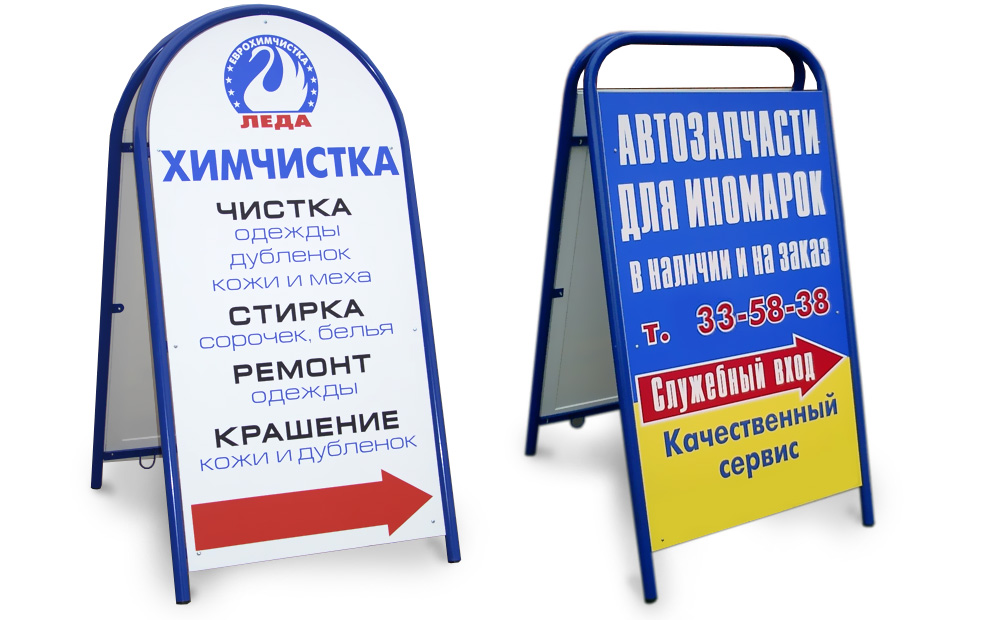 ЕВРОХИМЧИСТКА
ЛЕДА
ХИМЧИСТКА
ЧИСТКА
одежды
дубленок
кожи и меха
СТИРКА
сорочек, белья
РЕМОНТ
одежды
КРАШЕНИЕ
кожи и дубленок
АВТОЗАПЧАСТИ
ДЛЯ ИНОМАРОК
в наличии и на заказ
т. 33-58-38
Служебный вход
Качественный
сервис